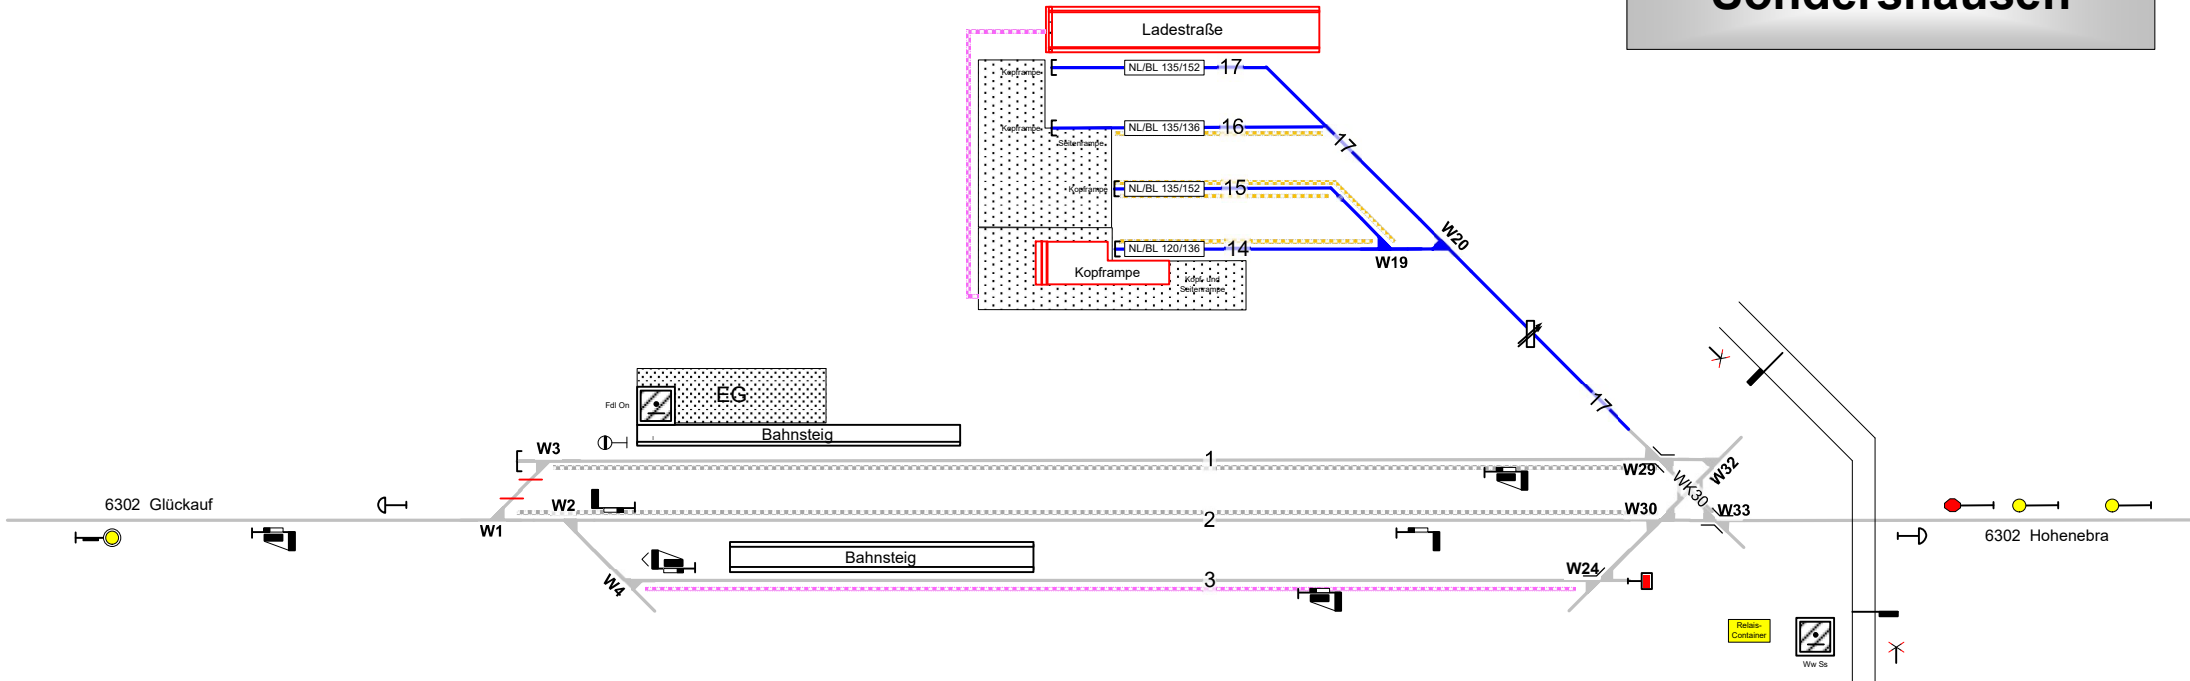 Sondershausen
Ladestraße
Kopframpe
NL/BL 135/152
17
Kopframpe
NL/BL 135/136
16
Seitenrampe
17
Kopframpe
NL/BL 135/152
15
NL/BL 120/136
14
W20
W19
Kopframpe
Kopf- und
Seitenrampe
EG
Fdl On
17
Bahnsteig
W3
1
W29
W32
WK30
6302 Glückauf
W2
W30
W33
W1
2
6302 Hohenebra
Bahnsteig
W4
3
W24
Relais-
Container
Ww Ss